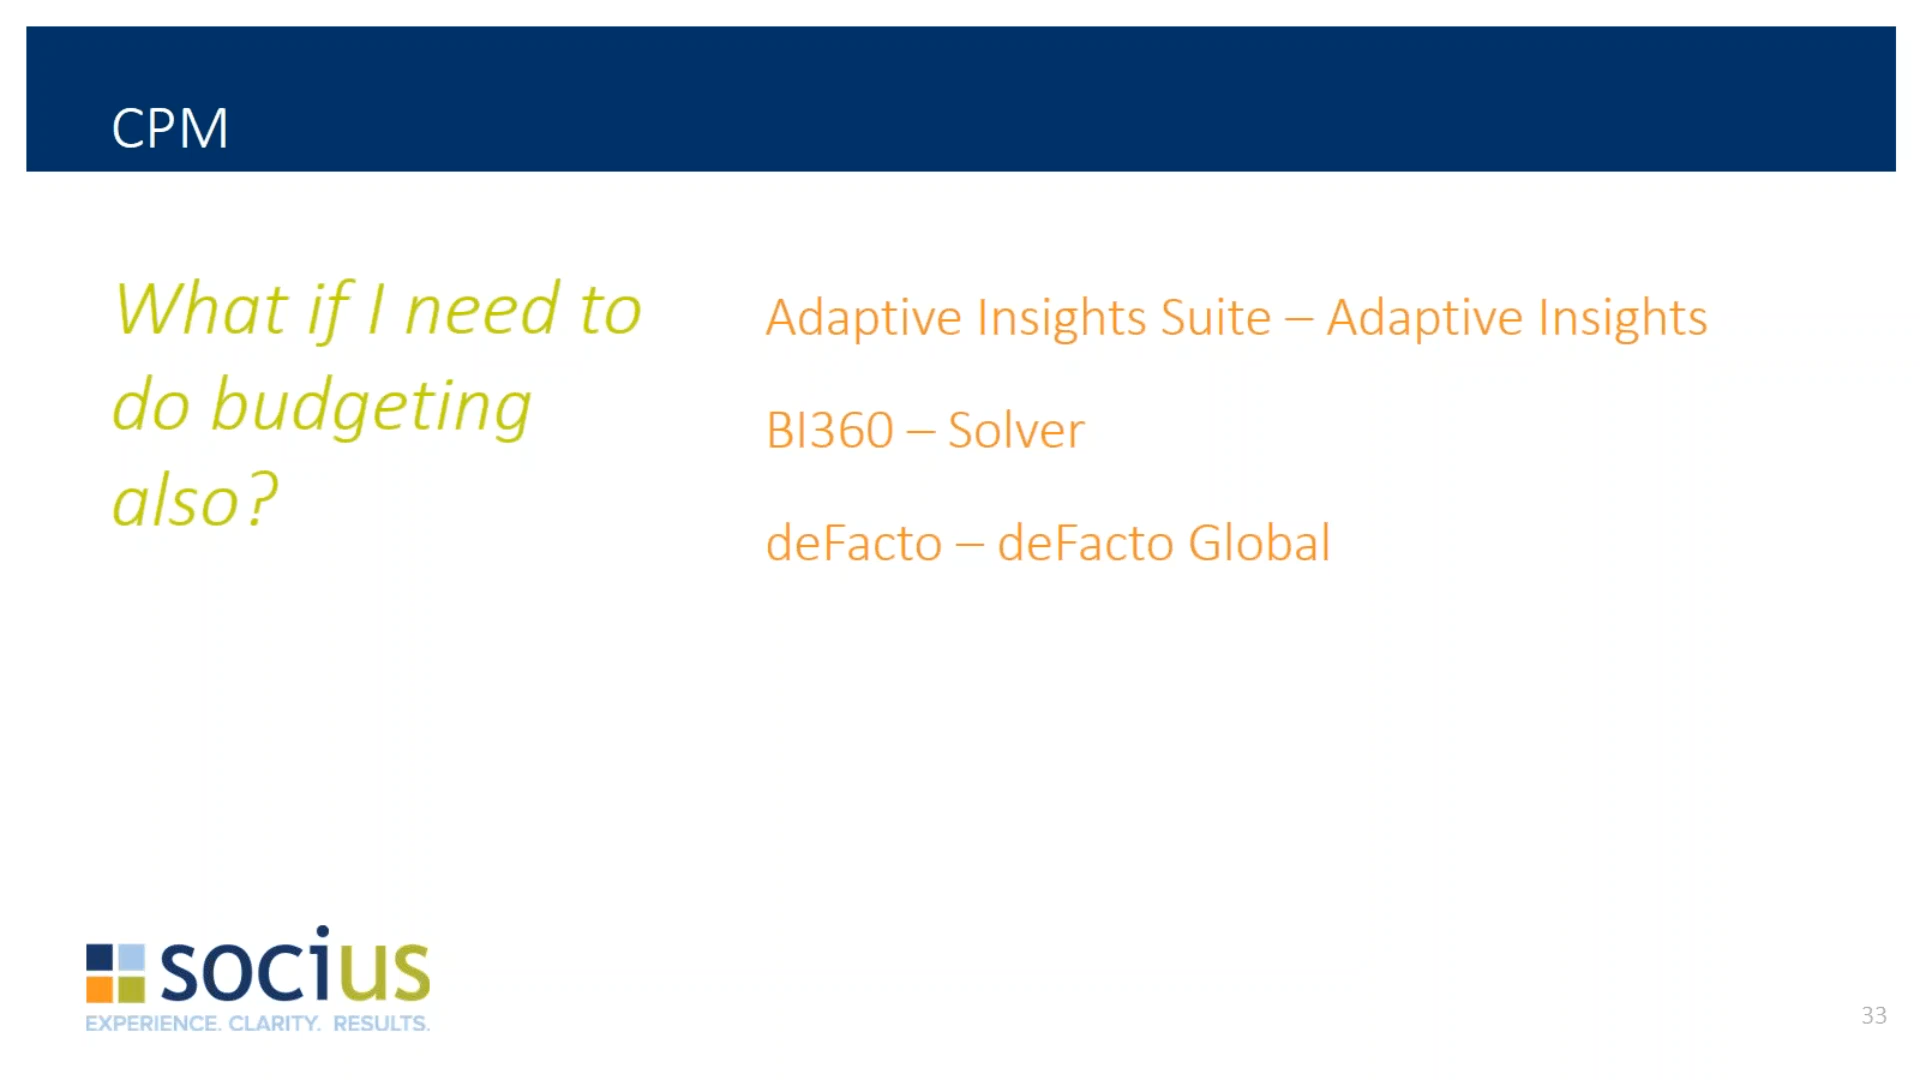 CPM
What if I need to
do budgeting
also?
Adaptive Insights Suite – Adaptive Insights
BI360 – Solver
deFacto – deFacto Global
socius
EXPERIENCE. CLARITY. RESULTS.
33